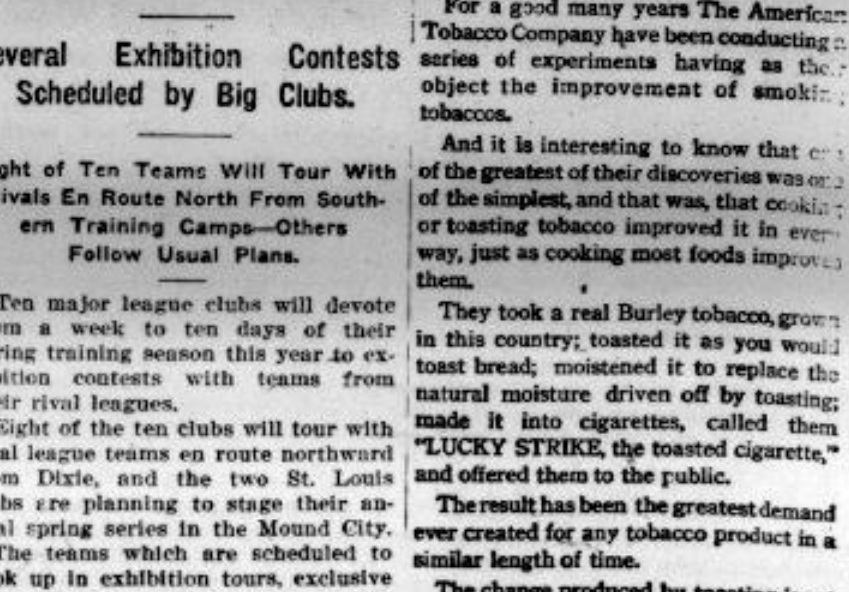 Exhibition Contests
Scheduled by Big Clubs.
of Ten Teams Will Tour With
En Route North From South-
ern Training Camps—Others
Follow Usual Plans.
Ten major league clubs will devote
a week to ten days of their
training season this year to ex-
contests with teams from
rival leagues.
Eight of the ten clubs will tour with
league teams en route northward
Dixie, and the two St. Louis
are planning to stage their an-
spring series in the Mound City.
The teams which are scheduled to
up in exhibition tours, exclusive
For a good many years The American
Tobacco Company have been conducting
series of experiments having as
object the improvement of
tobaccos.
And it is interesting to know that
of the greatest of their discoveries was
of the simplest, and that was, that
or toasting tobacco improved it in
way, just as cooking most foods
them.
They took a real Burley tobacco, grown
in this country; toasted it as you would
toast bread; moistened it to replace the
natural moisture driven off by toasting;
made it into cigarettes, called them
"LUCKY STRIKE, the toasted cigarette,"
and offered them to the public.
The result has been the greatest demand
ever created for any tobacco product in a
similar length of time.
The change produced by toasting